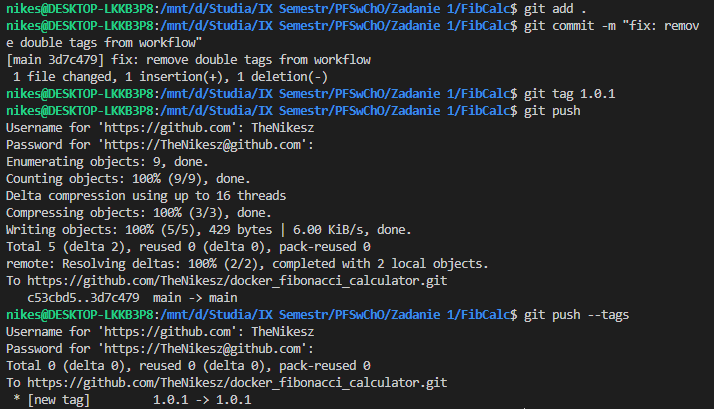 nikes@DESKTOP-LKKB3P8:/mnt/d/Studia/IX Semestr/PFSwChO/Zadanie 1/FibCalc$ git add .
nikes@DESKTOP-LKKB3P8:/mnt/d/Studia/IX Semestr/PFSwChO/Zadanie 1/FibCalc$ git commit -m "fix: remov
e double tags from workflow"
[main 3d7c479] fix: remove double tags from workflow
 1 file changed, 1 insertion(+), 1 deletion(-)
nikes@DESKTOP-LKKB3P8:/mnt/d/Studia/IX Semestr/PFSwChO/Zadanie 1/FibCalc$ git tag 1.0.1
nikes@DESKTOP-LKKB3P8:/mnt/d/Studia/IX Semestr/PFSwChO/Zadanie 1/FibCalc$ git push
Username for 'https://github.com': TheNikesz
Password for 'https://TheNikesz@github.com':
Enumerating objects: 9, done.
Counting objects: 100% (9/9), done.
Delta compression using up to 16 threads
Compressing objects: 100% (3/3), done.
Writing objects: 100% (5/5), 429 bytes | 6.00 KiB/s, done.
Total 5 (delta 2), reused 0 (delta 0), pack-reused 0
remote: Resolving deltas: 100% (2/2), completed with 2 local objects.
To https://github.com/TheNikesz/docker_fibonacci_calculator.git
   c53cbd5..3d7c479  main -> main
nikes@DESKTOP-LKKB3P8:/mnt/d/Studia/IX Semestr/PFSwChO/Zadanie 1/FibCalc$ git push --tags
Username for 'https://github.com': TheNikesz
Password for 'https://TheNikesz@github.com':
Total 0 (delta 0), reused 0 (delta 0), pack-reused 0
To https://github.com/TheNikesz/docker_fibonacci_calculator.git
 * [new tag]         1.0.1 -> 1.0.1